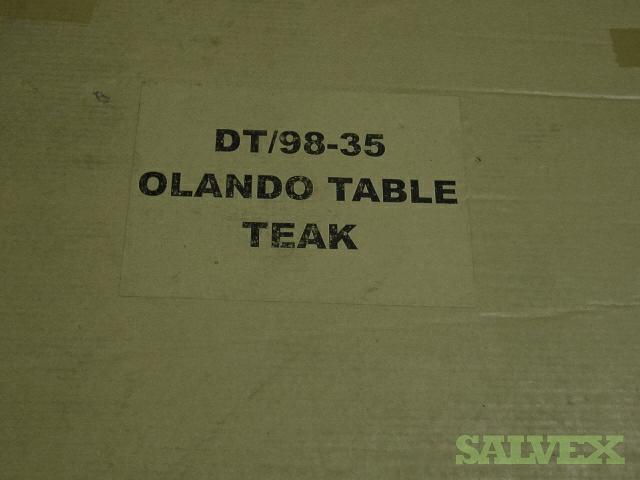 DT/98-35
OLANDO TABLE
TEAK
SALVEX